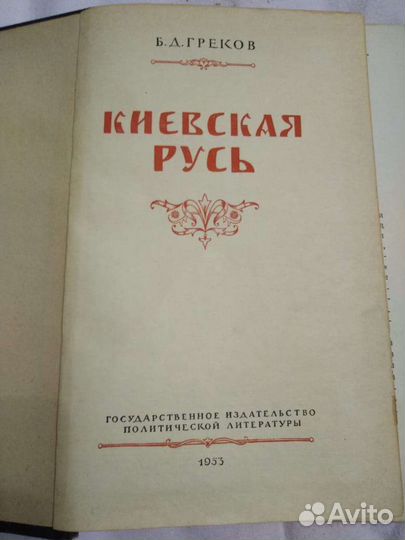 Б.Д.ГРЕКОВ
КИЕВСКАЯ
РУСЬ
ГОСУДАРСТВЕННОЕ ИЗДАТЕЛЬСТВО
ПОЛИТИЧЕСКОЙ ЛИТЕРАТУРЫ
1953
Avito